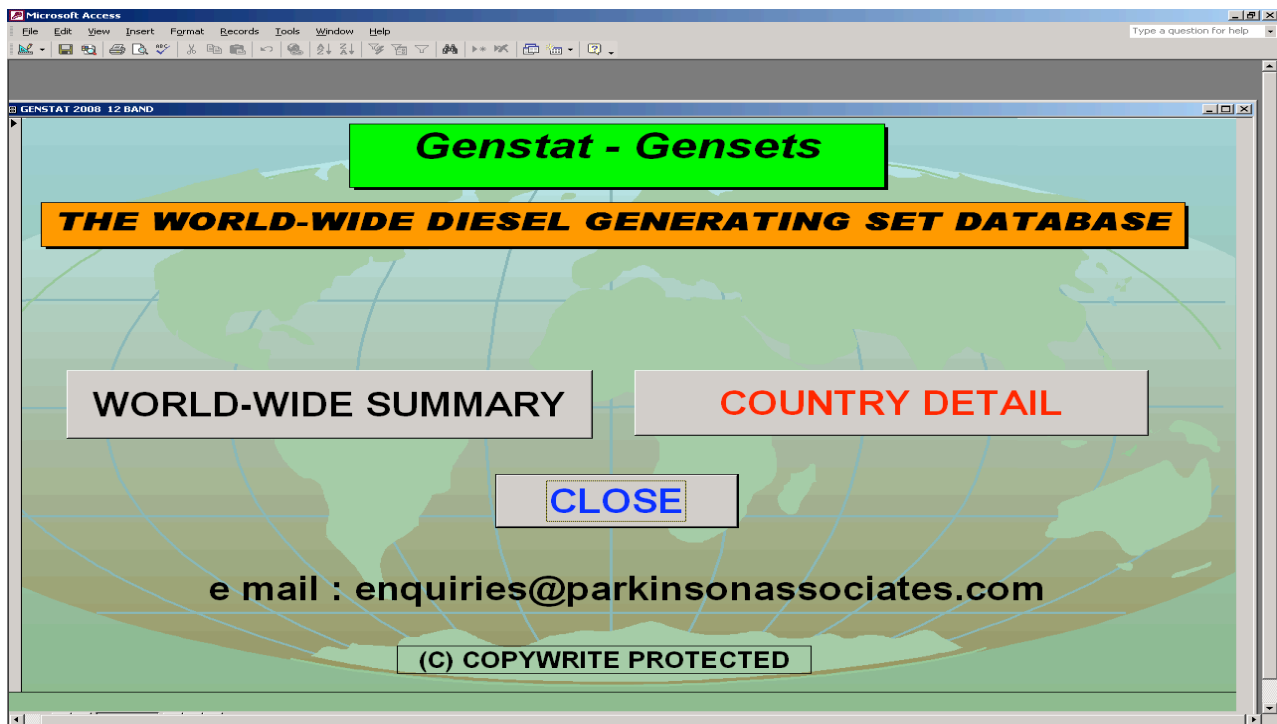 Microsoft Access
File Edit View Insert Format Records Tools Window Help
Type a question for help
GENSTAT 2008 12 BAND
Genstat - Gensets
THE WORLD-WIDE DIESEL GENERATING SET DATABASE
WORLD-WIDE SUMMARY
COUNTRY DETAIL
CLOSE
e mail : enquiries@parkinsonassociates.com
(C) COPYWRITE PROTECTED